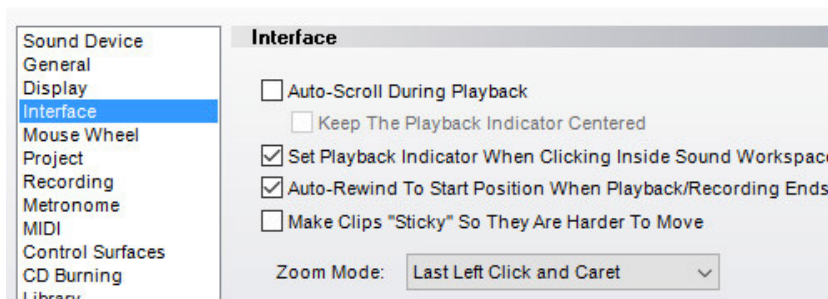 Sound Device
General
Display
Interface
Mouse Wheel
Project
Recording
Metronome
MIDI
Control Surfaces
CD Burning
Library
Interface
Auto-Scroll During Playback
Keep The Playback Indicator Centered
Set Playback Indicator When Clicking Inside Sound Workspace
Auto-Rewind To Start Position When Playback/Recording Ends
Make Clips "Sticky" So They Are Harder To Move
Zoom Mode: Last Left Click and Caret